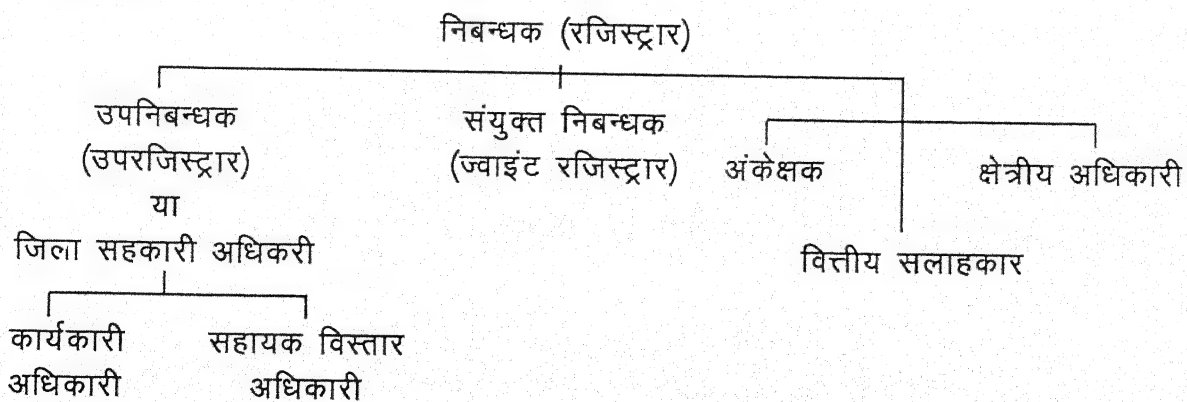 निबन्धक (रजिस्ट्रार)
उपनिबन्धक
(उपरजिस्ट्रार)
या
जिला सहकारी अधिकरी
संयुक्त निबन्धक
(ज्वाइंट रजिस्ट्रार)
अंकेक्षक
क्षेत्रीय अधिकारी
वित्तीय सलाहकार
कार्यकारी
अधिकारी
सहायक विस्तार
अधिकारी